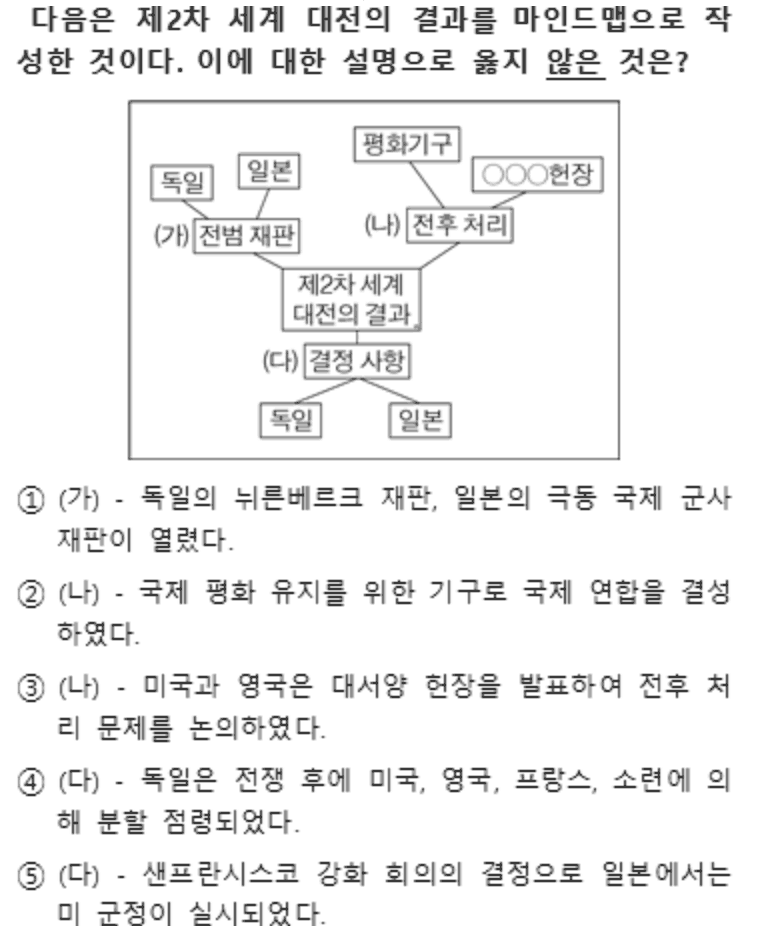 다음은 제2차 세계 대전의 결과를 마인드맵으로 작
성한 것이다. 이에 대한 설명으로 옳지 않은 것은?
평화기구
일본
○○○헌장
독일
(가) 전범 재판
(나) 전후 처리
제2차 세계
대전의 결과
(다) 결정 사항
독일
일본
① (가) - 독일의 뉘른베르크 재판, 일본의 극동 국제 군사
재판이 열렸다.
② (나) - 국제 평화 유지를 위한 기구로 국제 연합을 결성
하였다.
③ (나) - 미국과 영국은 대서양 헌장을 발표하여 전후 처
리 문제를 논의하였다.
④ (다) - 독일은 전쟁 후에 미국, 영국, 프랑스, 소련에 의
해 분할 점령되었다.
⑤ (다) - 샌프란시스코 강화 회의의 결정으로 일본에서는
미 군정이 실시되었다.